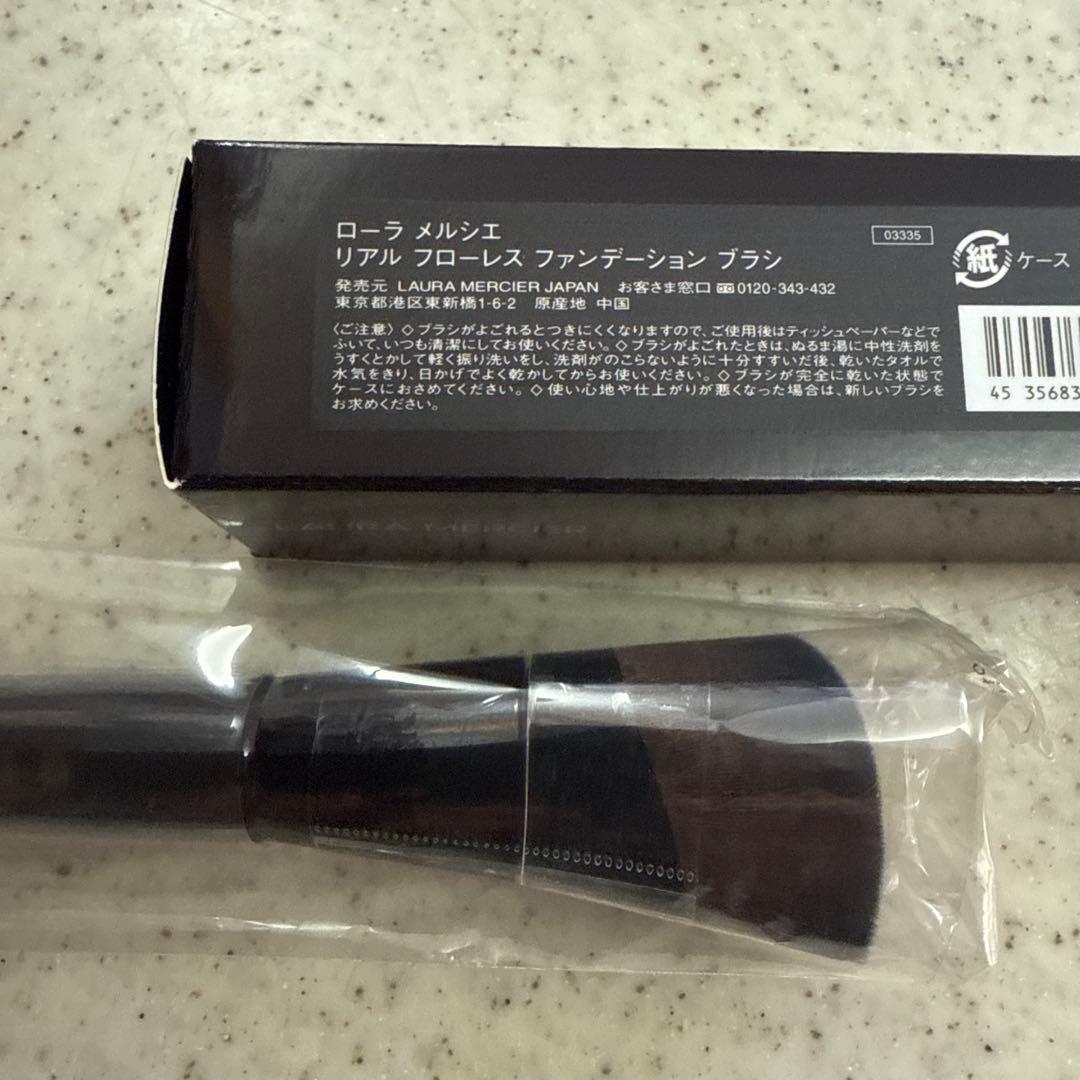 ローラ メルシエ
リアル フローレス ファンデーション ブラシ
03335
紙 ケース
発売元 LAURA MERCIER JAPAN お客さま窓口 0120-343-432
東京都港区東新橋1-6-2 原産地 中国
〈ご注意〉◇ブラシがよごれるとつきにくくなりますので、ご使用後はティッシュペーパーなどで
ふいて、いつも清潔にしてお使いください。◇ブラシがよごれたときは、ぬるま湯に中性洗剤を
うすくとかして軽く振り洗いをし、洗剤がのこらないように十分すすいだ後、乾いたタオルで
水気をきり、日かげでよく乾かしてからお使いください。◇ブラシが完全に乾いた状態で
ケースにおさめてください。◇使い心地や仕上がりが悪くなった場合は、新しいブラシを
お求めください。
45 35683